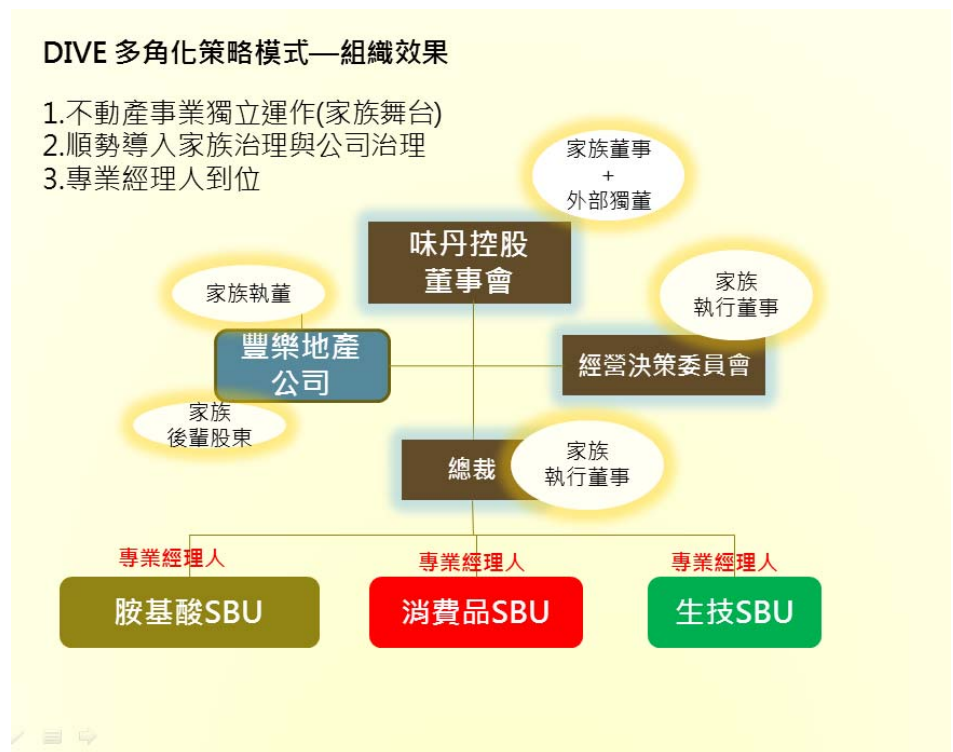 DIVE 多角化策略模式—組織效果
1.不動產事業獨立運作(家族舞台)
2.順勢導入家族治理與公司治理
3.專業經理人到位
家族董事
+
外部獨董
味丹控股
董事會
家族執董
家族
執行董事
豐樂地產
公司
經營決策委員會
家族
後輩股東
總裁
家族
執行董事
專業經理人
專業經理人
專業經理人
胺基酸SBU
消費品SBU
生技SBU